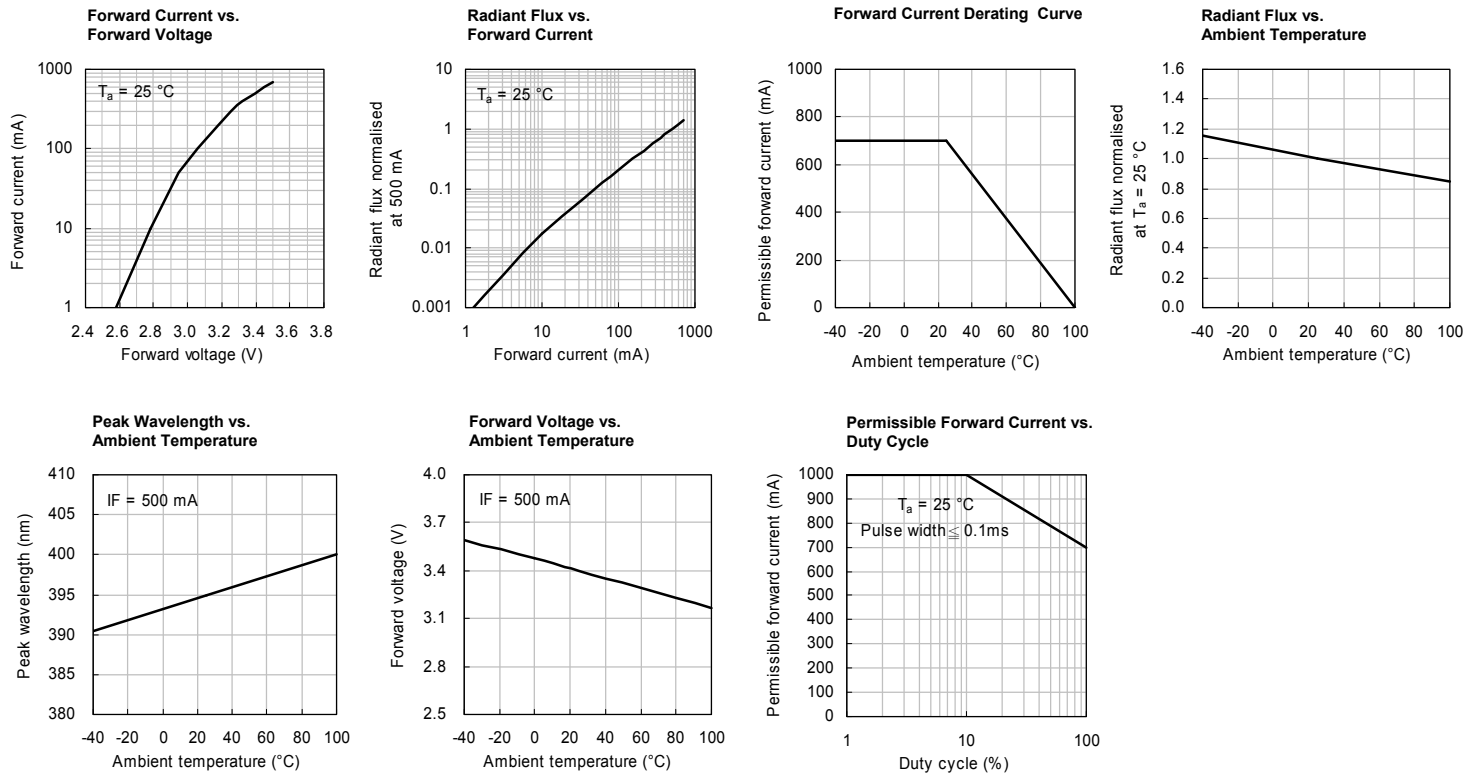 Forward Current vs.
Forward Voltage
1000
100
10
1
Forward current (mA)
Ta = 25 °C
2.4 2.6 2.8 3.0 3.2 3.4 3.6 3.8
Forward voltage (V)
Radiant Flux vs.
Forward Current
10
1
0.1
0.01
0.001
Radiant flux normalised
at 500 mA
Ta = 25 °C
1 10 100 1000
Forward current (mA)
Forward Current Derating Curve
1000
800
600
400
200
0
Permissible forward current (mA)
-40 -20 0 20 40 60 80 100
Ambient temperature (°C)
Radiant Flux vs.
Ambient Temperature
1.6
1.4
1.2
1.0
0.8
0.6
0.4
0.2
0.0
Radiant flux normalised
at Ta = 25 °C
-40 -20 0 20 40 60 80 100
Ambient temperature (°C)
Peak Wavelength vs.
Ambient Temperature
410
405
400
395
390
385
380
Peak wavelength (nm)
IF = 500 mA
-40 -20 0 20 40 60 80 100
Ambient temperature (°C)
Forward Voltage vs.
Ambient Temperature
4.0
3.7
3.4
3.1
2.8
2.5
Forward voltage (V)
IF = 500 mA
-40 -20 0 20 40 60 80 100
Ambient temperature (°C)
Permissible Forward Current vs.
Duty Cycle
1000
900
800
700
600
500
400
300
200
100
0
Permissible forward current (mA)
Ta = 25 °C
Pulse width ≦ 0.1ms
1 10 100
Duty cycle (%)